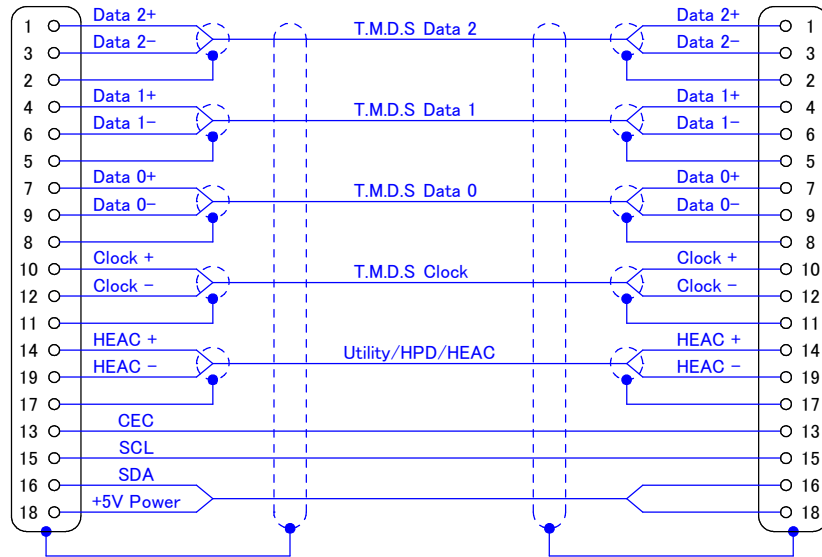 1 Data 2+ T.M.D.S Data 2 Data 2+ 1
3 Data 2− Data 2− 3
2 2
4 Data 1+ T.M.D.S Data 1 Data 1+ 4
6 Data 1− Data 1− 6
5 5
7 Data 0+ T.M.D.S Data 0 Data 0+ 7
9 Data 0− Data 0− 9
8 8
10 Clock + T.M.D.S Clock Clock + 10
12 Clock − Clock − 12
11 11
14 HEAC + Utility/HPD/HEAC HEAC + 14
19 HEAC − HEAC − 19
17 17
13 CEC 13
15 SCL 15
16 SDA 16
18 +5V Power 18